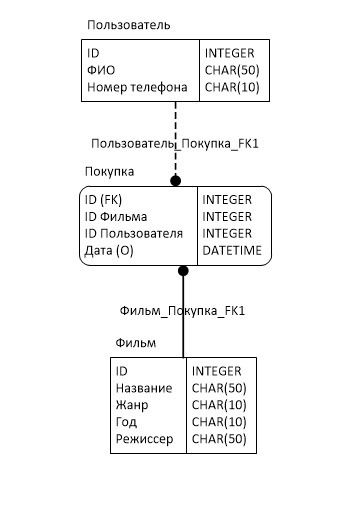 Пользователь
ID INTEGER
ФИО CHAR(50)
Номер телефона CHAR(10)
Пользователь_Покупка_FK1
Покупка
ID (FK) INTEGER
ID Фильма INTEGER
ID Пользователя INTEGER
Дата (O) DATETIME
Фильм_Покупка_FK1
Фильм
ID INTEGER
Название CHAR(50)
Жанр CHAR(10)
Год CHAR(10)
Режиссер CHAR(50)